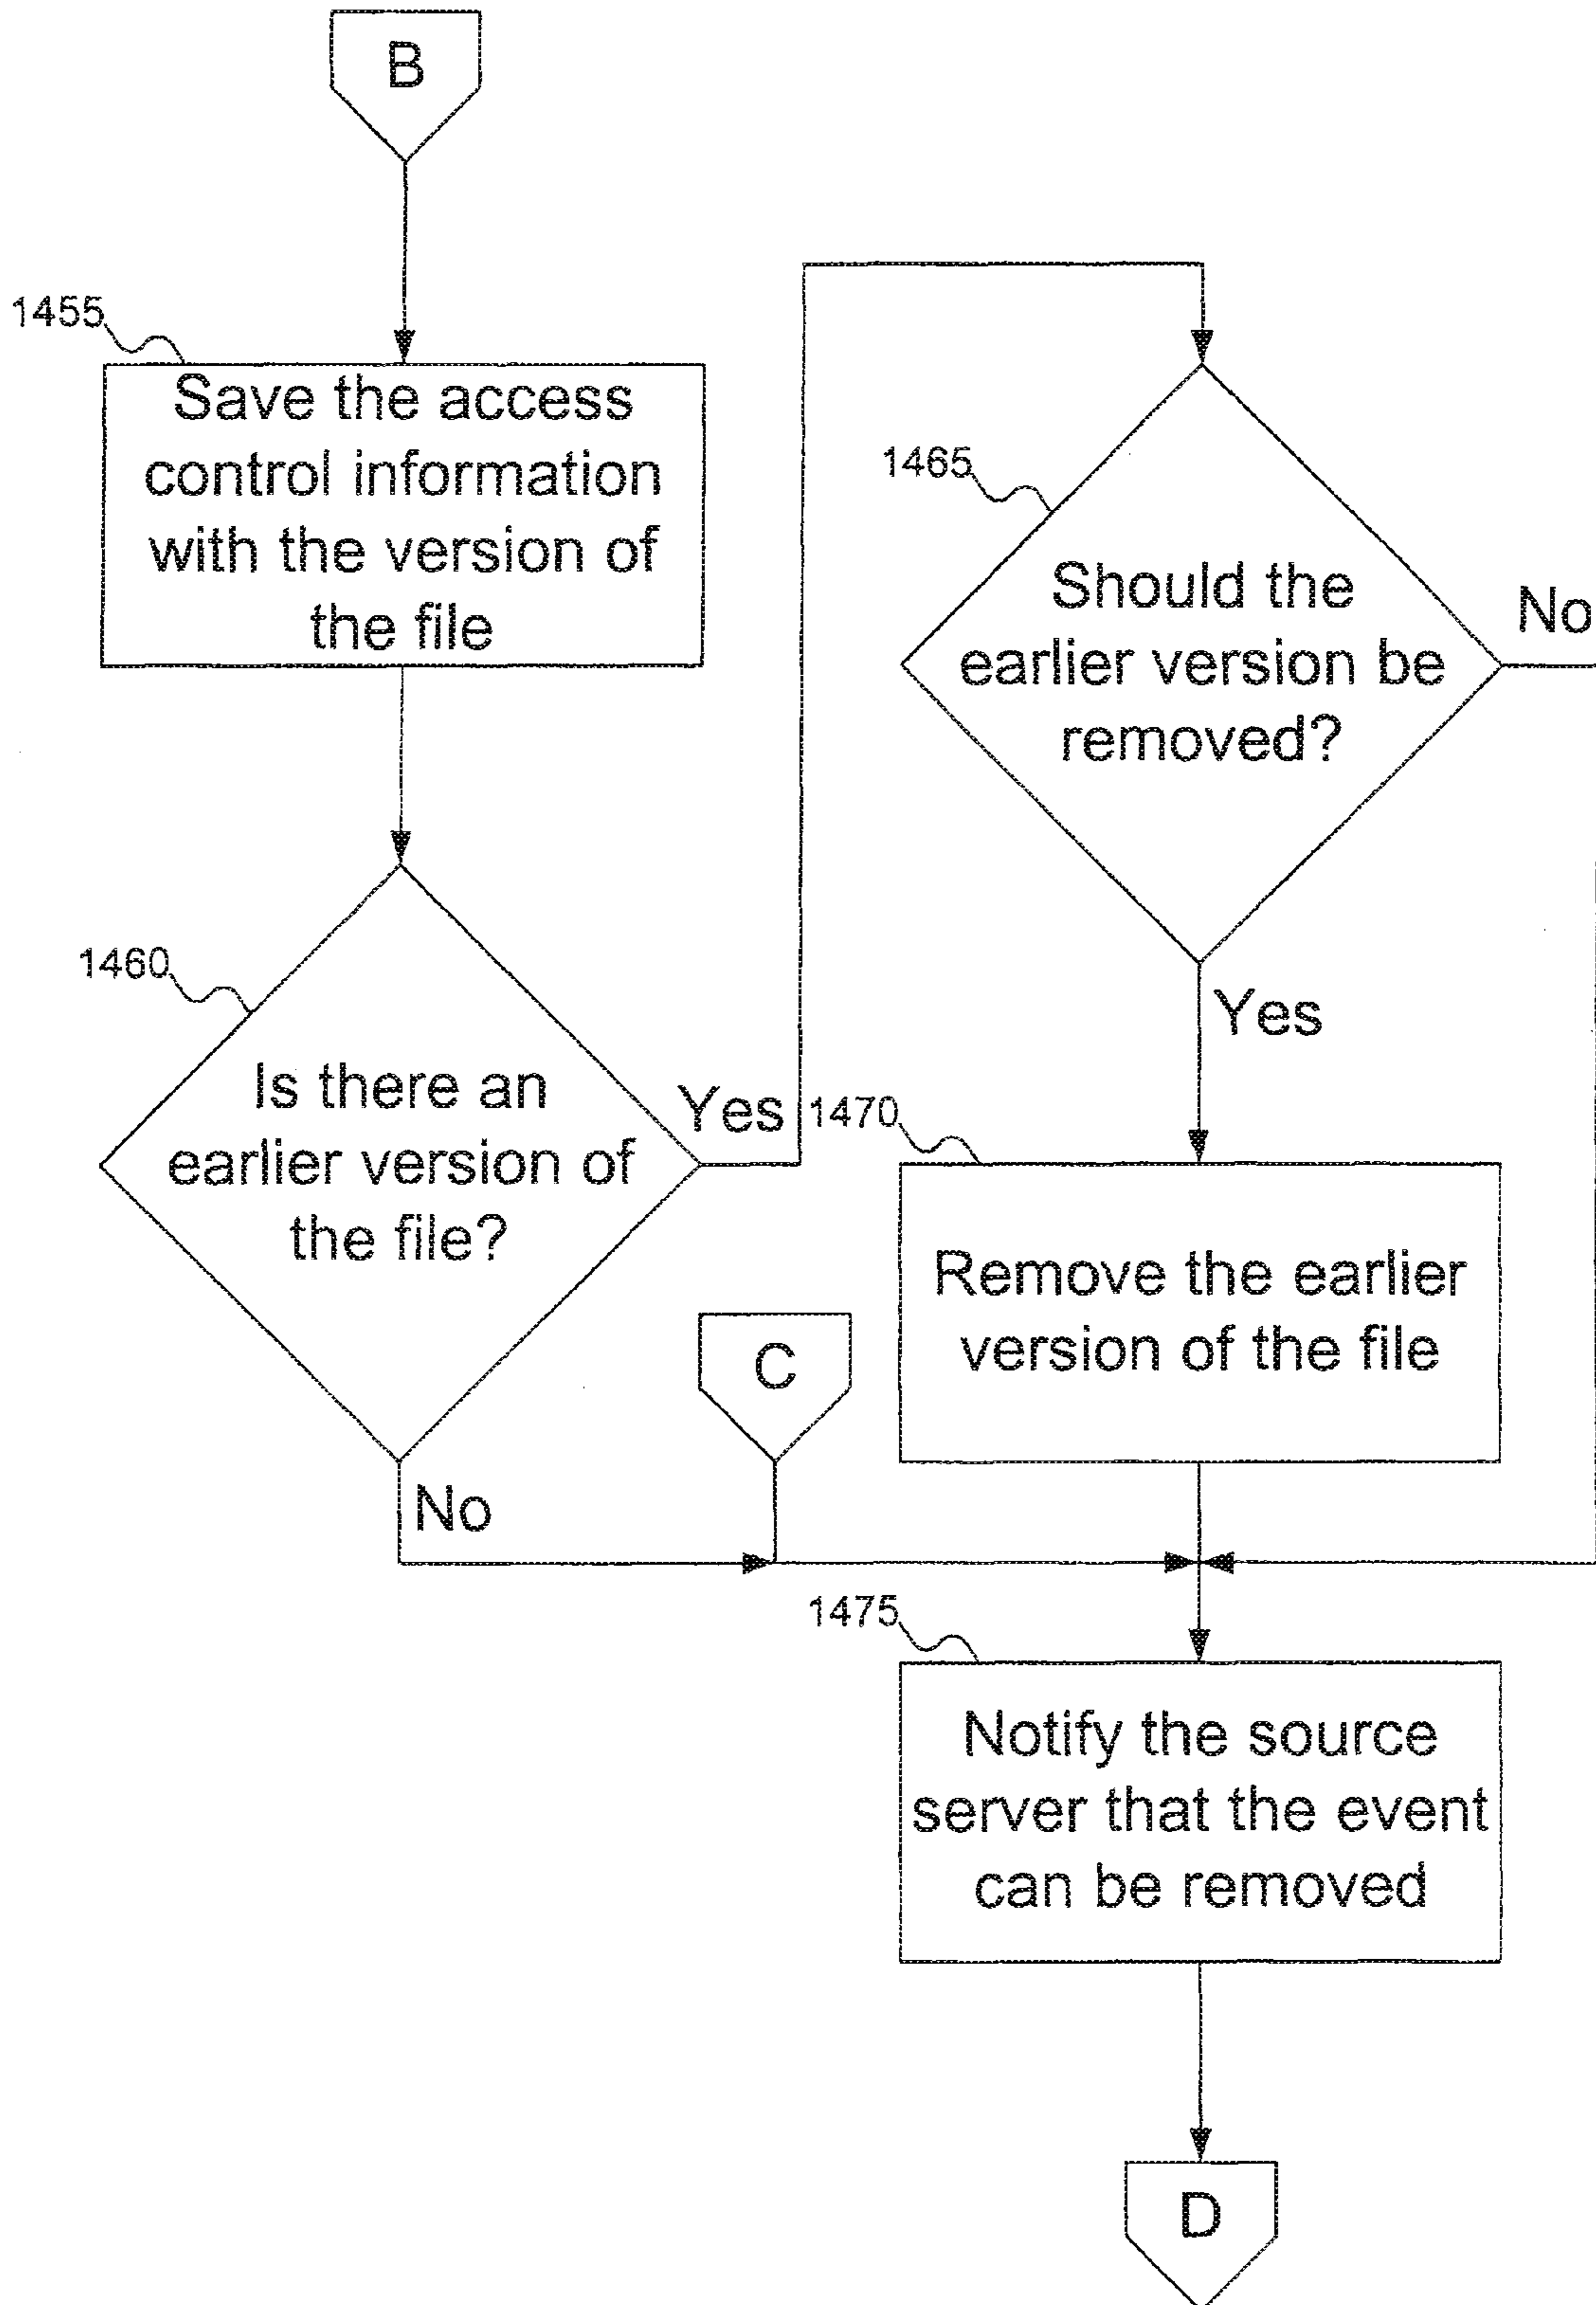 B
1455
Save the access
control information
with the version of
the file
1460
Is there an
earlier version of
the file?
Yes
No
1465
Should the
earlier version be
removed?
No
Yes
1470
Remove the earlier
version of the file
C
1475
Notify the source
server that the event
can be removed
D